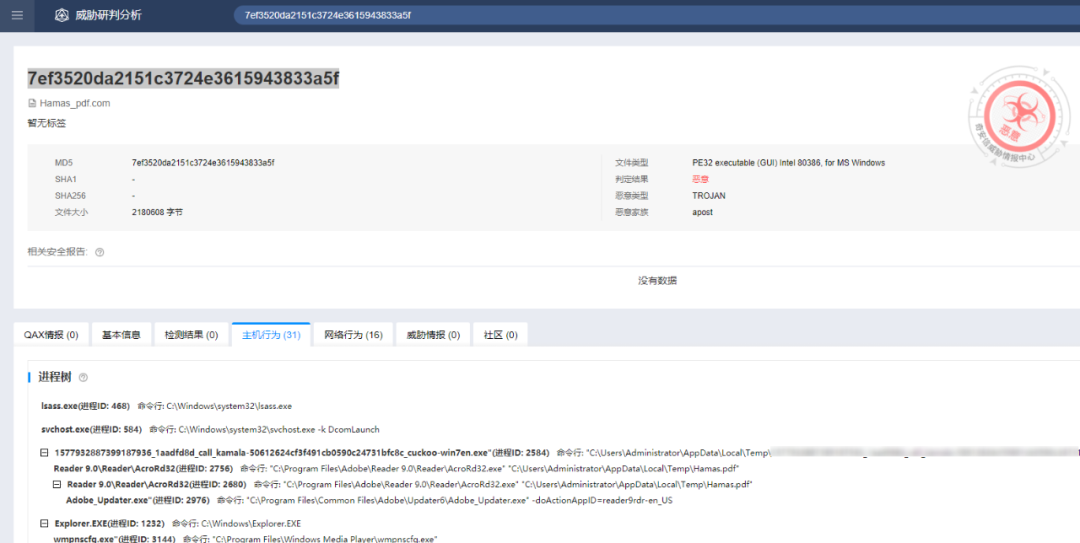 威胁研判分析
7ef3520da2151c3724e3615943833a5f
7ef3520da2151c3724e3615943833a5f
Hamas_pdf.com
暂无标签
MD5 7ef3520da2151c3724e3615943833a5f 文件类型 PE32 executable (GUI) Intel 80386, for MS Windows
SHA1 - 判定结果 恶意
SHA256 - 恶意类型 TROJAN
文件大小 2180608 字节 恶意家族 apost
恶意
奇安信威胁情报中心
相关安全报告:
没有数据
QAX情报 (0) 基本信息 检测结果 (0) 主机行为 (31) 网络行为 (16) 威胁情报 (0) 社区 (0)
进程树
lsass.exe(进程ID: 468) 命令行: C:\Windows\system32\lsass.exe
svchost.exe(进程ID: 584) 命令行: C:\Windows\system32\svchost.exe -k DcomLaunch
1577932887399187936_1aadfd8d_call_kamala-50612624cf3f491cb0590c24731bfc8c_cuckoo-win7en.exe"(进程ID: 2584) 命令行: "C:\Users\Administrator\AppData\Local\Temp\
Reader 9.0\Reader\AcroRd32(进程ID: 2756) 命令行: "C:\Program Files\Adobe\Reader 9.0\Reader\AcroRd32.exe" "C:\Users\Administrator\AppData\Local\Temp\Hamas.pdf"
Reader 9.0\Reader\AcroRd32(进程ID: 2680) 命令行: "C:\Program Files\Adobe\Reader 9.0\Reader\AcroRd32.exe" "C:\Users\Administrator\AppData\Local\Temp\Hamas.pdf"
Adobe_Updater.exe"(进程ID: 2976) 命令行: "C:\Program Files\Common Files\Adobe\Updater6\Adobe_Updater.exe" -doActionAppID=reader9rdr-en_US
Explorer.EXE(进程ID: 1232) 命令行: C:\Windows\Explorer.EXE
wmpnscfg.exe"(进程ID: 3144) 命令行: "C:\Program Files\Windows Media Player\wmpnscfg.exe"